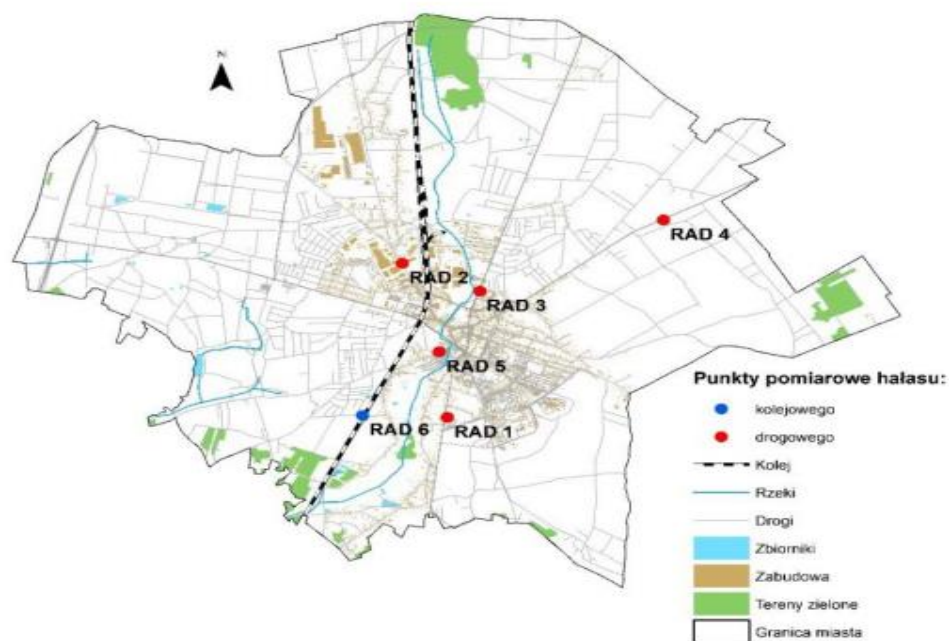 N
RAD 4
RAD 2
RAD 3
RAD 5
RAD 6
RAD 1
Punkty pomiarowe hałasu:
kolejowego
drogowego
Kolej
Rzeki
Drogi
Zbiorniki
Zabudowa
Tereny zielone
Granica miasta